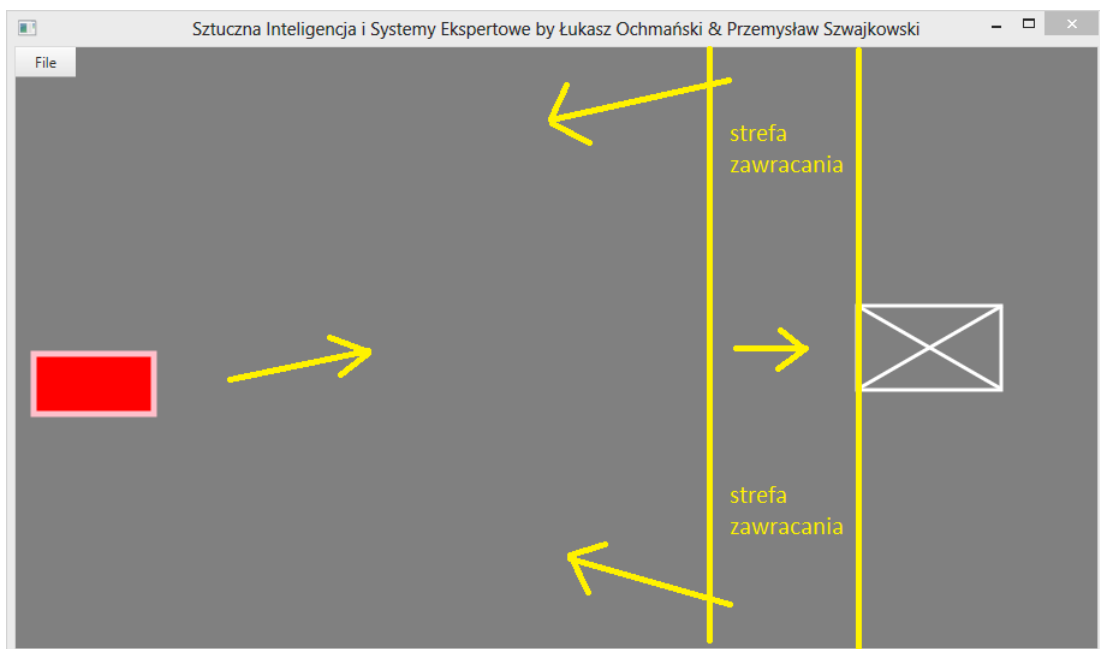 Sztuczna Inteligencja i Systemy Ekspertowe by Łukasz Ochmański & Przemysław Szwajkowski
File
strefa
zawracania
strefa
zawracania